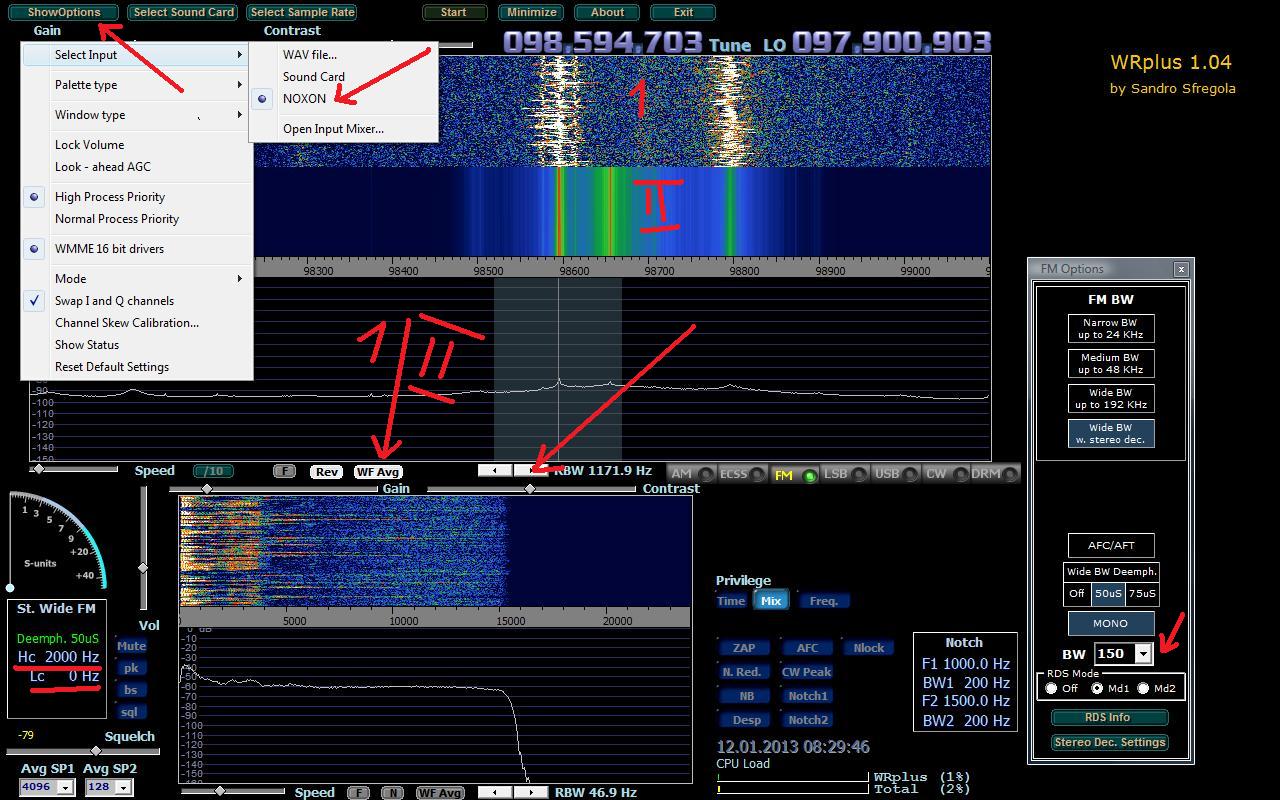 ShowOptions Select Sound Card Select Sample Rate Start Minimize About Exit
Gain Contrast
098,594,703 Tune LO 097,900,903
WRplus 1.04
by Sandro Sfregola
Select Input
Palette type
Window type
Lock Volume
Look - ahead AGC
High Process Priority
Normal Process Priority
WMME 16 bit drivers
Mode
Swap I and Q channels
Channel Skew Calibration...
Show Status
Reset Default Settings
WAV file...
Sound Card
NOXON
Open Input Mixer...
1
II
III
98300 98400 98500 98600 98700 98800 98900 99000
-90
-100
-110
-120
-130
-140
-150
Speed /10 F Rev WF Avg RBW 1171.9 Hz
AM ECSS FM LSB USB CW DRM
Gain Contrast
1 3 5 7 9 +20 +40
S-units
St. Wide FM
Deemph. 50uS
Hc 2000 Hz
Lc 0 Hz
Vol
Mute
pk
bs
sql
-79
Squelch
Avg SP1 Avg SP2
4096 128
5000 10000 15000 20000
0 dB
-10
-20
-30
-40
-50
-60
-70
-80
-90
-100
-110
-120
-130
-140
-150
Speed F N WF Avg RBW 46.9 Hz
Privilege
Time Mix Freq.
ZAP AFC Nlock
N. Red. CW Peak
NB Notch1
Desp Notch2
12.01.2013 08:29:46
CPU Load
WRplus (1%)
Total (2%)
Notch
F1 1000.0 Hz
BW1 200 Hz
F2 1500.0 Hz
BW2 200 Hz
FM Options x
FM BW
Narrow BW
up to 24 KHz
Medium BW
up to 48 KHz
Wide BW
up to 192 KHz
Wide BW
w. stereo dec.
AFC/AFT
Wide BW Deemph.
Off 50uS 75uS
MONO
BW 150
RDS Mode
Off Md1 Md2
RDS Info
Stereo Dec. Settings